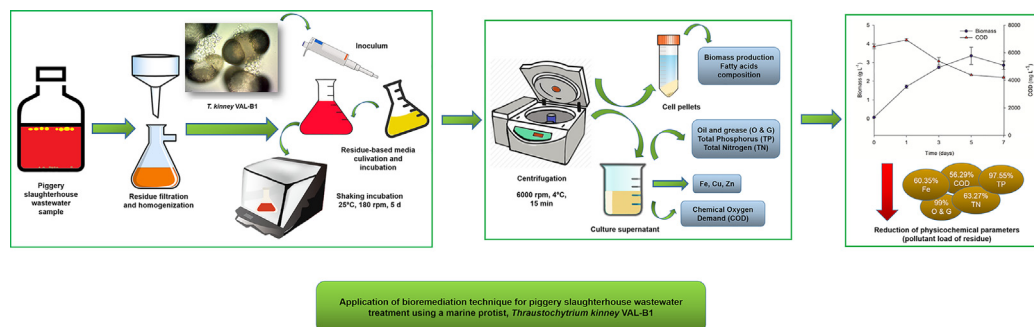 Piggery
slaughterhouse
wastewater
sample
Residue filtration
and homogenization
T. kinney VAL-B1
Inoculum
Residue-based media
culivation and
incubation
Shaking incubation
25ºC, 180 rpm, 5 d
Centrifugation
6000 rpm, 4ºC,
15 min
Cell pellets
Biomass production
Fatty acids
composition
Oil and grease (O & G)
Total Phosphorus (TP)
Total Nitrogen (TN)
Fe, Cu, Zn
Chemical Oxygen
Demand (COD)
Culture supernatant
Biomass
COD
Biomass (g L⁻¹)
5
4
3
2
1
0
8000
6000
4000
2000
0
COD (mg L⁻¹)
0 1 3 5 7
Time (days)
60.35%
Fe
56.29%
COD
97.55%
TP
99%
O & G
63.27%
TN
Reduction of physicochemical parameters
(pollutant load of residue)
Application of bioremediation technique for piggery slaughterhouse wastewater
treatment using a marine protist, Thraustochytrium kinney VAL-B1